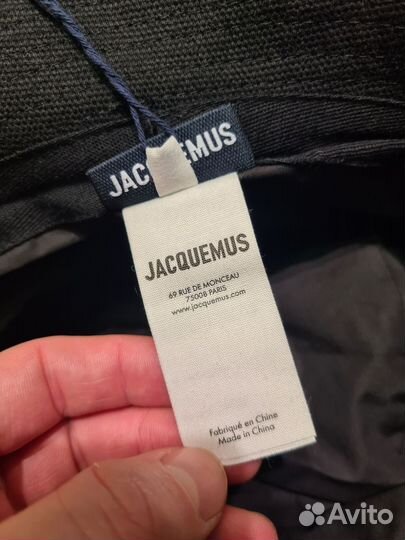 JACQUEMUS
JACQUEMUS
69 RUE DE MONCEAU
75008 PARIS
www.jacquemus.com
Fabriqué en Chine
Made in China
Avito